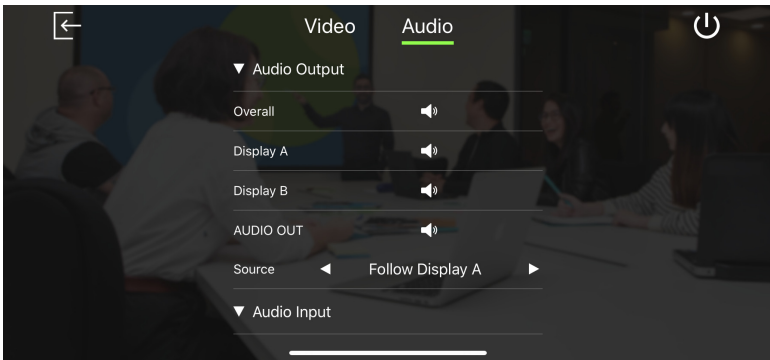 Video Audio
Audio Output
Overall
Display A
Display B
AUDIO OUT
Source Follow Display A
Audio Input